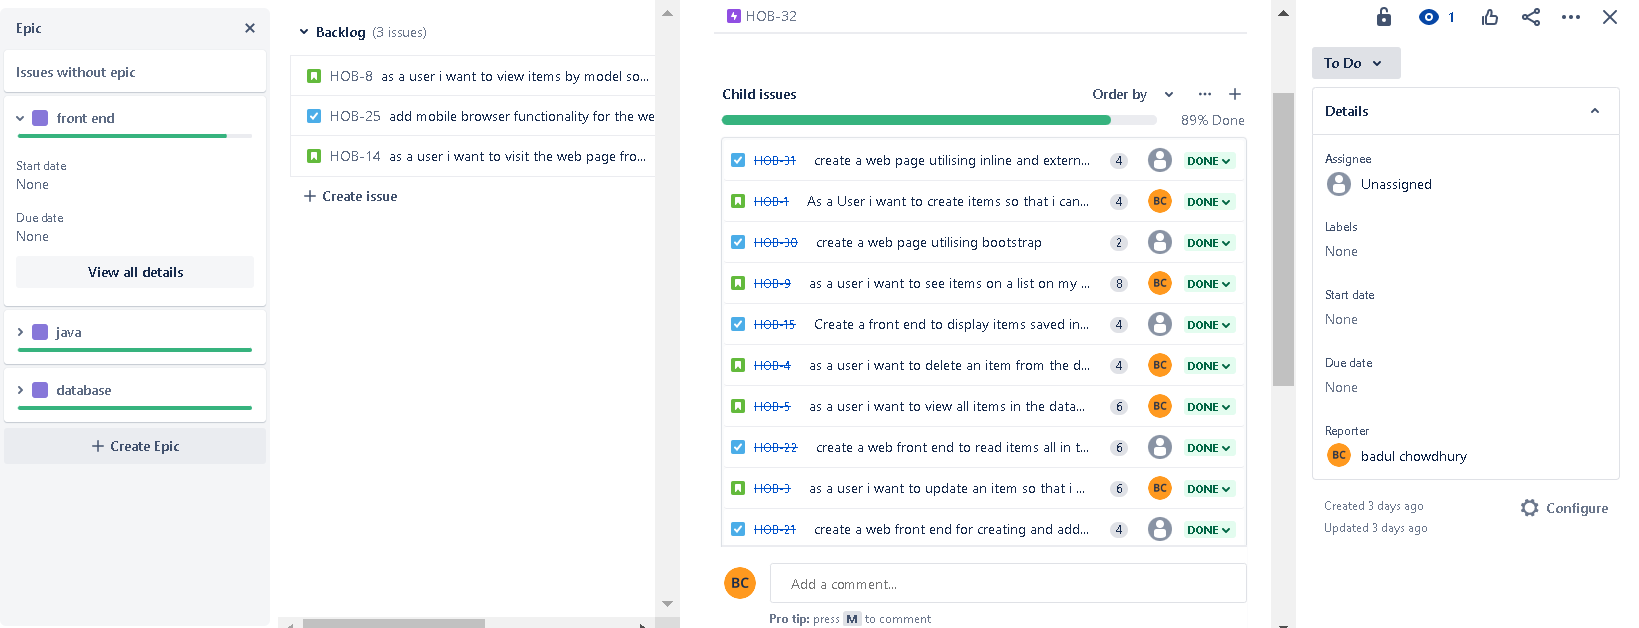 Epic
Issues without epic
front end
Start date
None
Due date
None
View all details
java
database
Create Epic
Backlog (3 issues)
HOB-8 as a user i want to view items by model so...
HOB-25 add mobile browser functionality for the we
HOB-14 as a user i want to visit the web page fro...
Create issue
HOB-32
Child issues
Order by
89% Done
HOB-31 create a web page utilising inline and extern... 4 DONE
HOB-1 As a User i want to create items so that i can... 4 BC DONE
HOB-30 create a web page utilising bootstrap 2 DONE
HOB-9 as a user i want to see items on a list on my ... 8 BC DONE
HOB-15 Create a front end to display items saved in... 4 DONE
HOB-4 as a user i want to delete an item from the d... 4 BC DONE
HOB-5 as a user i want to view all items in the data... 6 BC DONE
HOB-22 create a web front end to read items all in t... 6 DONE
HOB-3 as a user i want to update an item so that i ... 6 BC DONE
HOB-21 create a web front end for creating and add... 4 DONE
BC Add a comment...
Pro tip: press M to comment
1
To Do
Details
Assignee
Unassigned
Labels
None
Start date
None
Due date
None
Reporter
BC badul chowdhury
Created 3 days ago
Configure
Updated 3 days ago